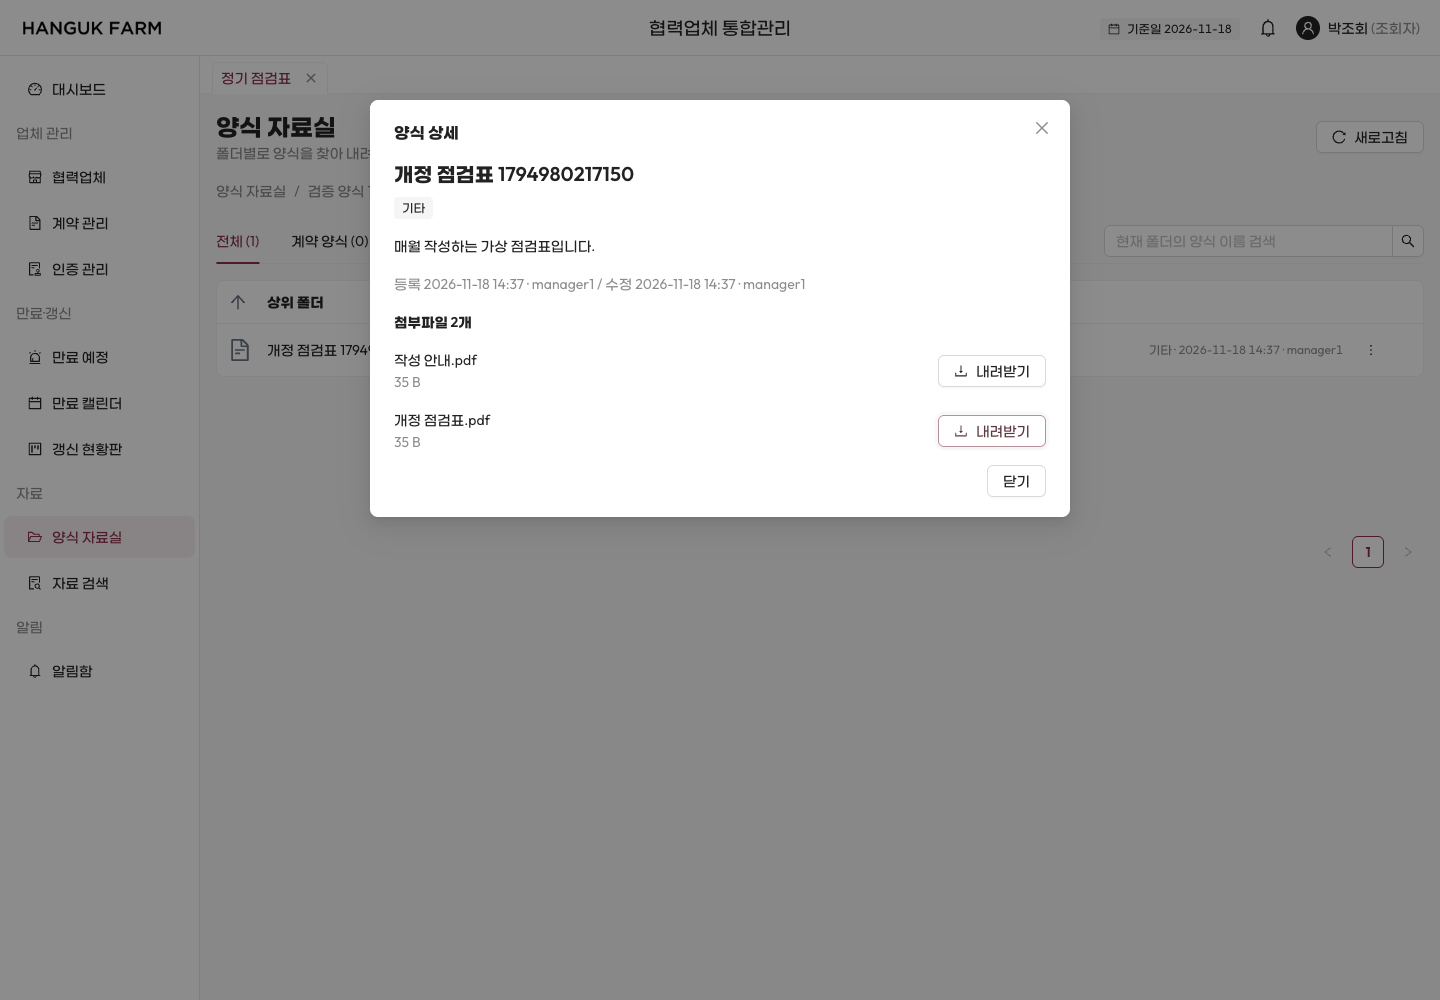 HANGUK FARM
협력업체 통합관리
기준일 2026-11-18
박조회 (조회자)
대시보드
업체 관리
협력업체
계약 관리
인증 관리
만료·갱신
만료 예정
만료 캘린더
갱신 현황판
자료
양식 자료실
자료 검색
알림
알림함
정기 점검표
양식 자료실
폴더별로 양식을 찾아 내려
새로고침
양식 자료실 / 검증 양식
전체 (1)
계약 양식 (0)
현재 폴더의 양식 이름 검색
상위 폴더
개정 점검표 1794
기타 · 2026-11-18 14:37 · manager1
1
양식 상세
개정 점검표 1794980217150
기타
매월 작성하는 가상 점검표입니다.
등록 2026-11-18 14:37 · manager1 / 수정 2026-11-18 14:37 · manager1
첨부파일 2개
작성 안내.pdf
35 B
내려받기
개정 점검표.pdf
35 B
내려받기
닫기